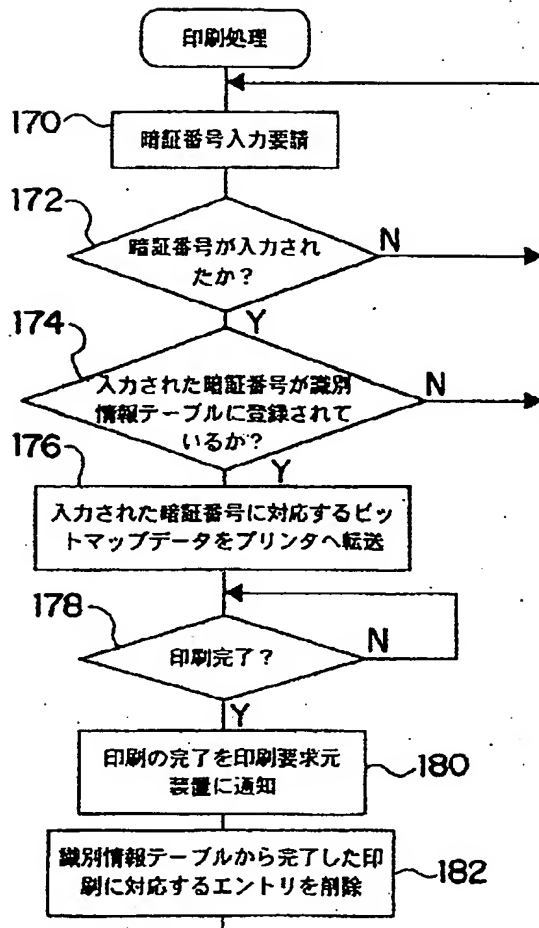 印刷処理
170
暗証番号入力要請
172
暗証番号が入力され
たか?
N
Y
174
入力された暗証番号が識別
情報テーブルに登録されて
いるか?
N
Y
176
入力された暗証番号に対応するビッ
トマップデータをプリンタへ転送
178
印刷完了?
N
Y
印刷の完了を印刷要求元
装置に通知
180
識別情報テーブルから完了した印
刷に対応するエントリを削除
182